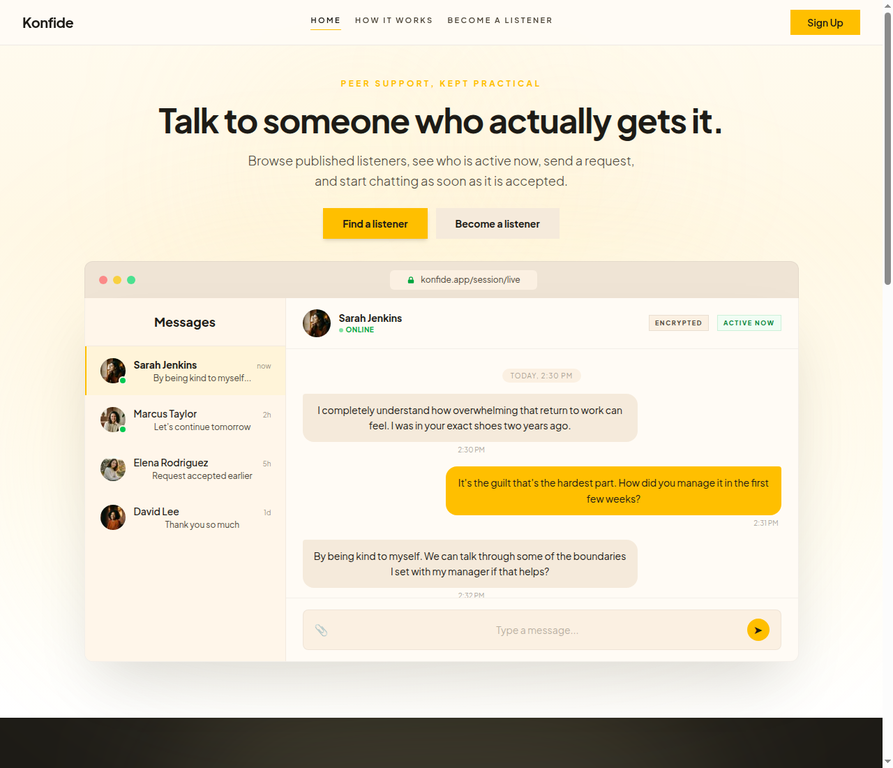 Konfide
HOME
HOW IT WORKS
BECOME A LISTENER
Sign Up
PEER SUPPORT, KEPT PRACTICAL
Talk to someone who actually gets it.
Browse published listeners, see who is active now, send a request,
and start chatting as soon as it is accepted.
Find a listener
Become a listener
konfide.app/session/live
Messages
Sarah Jenkins
now
By being kind to myself...
Marcus Taylor
2h
Let's continue tomorrow
Elena Rodriguez
5h
Request accepted earlier
David Lee
1d
Thank you so much
Sarah Jenkins
ONLINE
ENCRYPTED
ACTIVE NOW
TODAY, 2:30 PM
I completely understand how overwhelming that return to work can
feel. I was in your exact shoes two years ago.
2:30 PM
It's the guilt that's the hardest part. How did you manage it in the first
few weeks?
2:31 PM
By being kind to myself. We can talk through some of the boundaries
I set with my manager if that helps?
2:32 PM
Type a message...